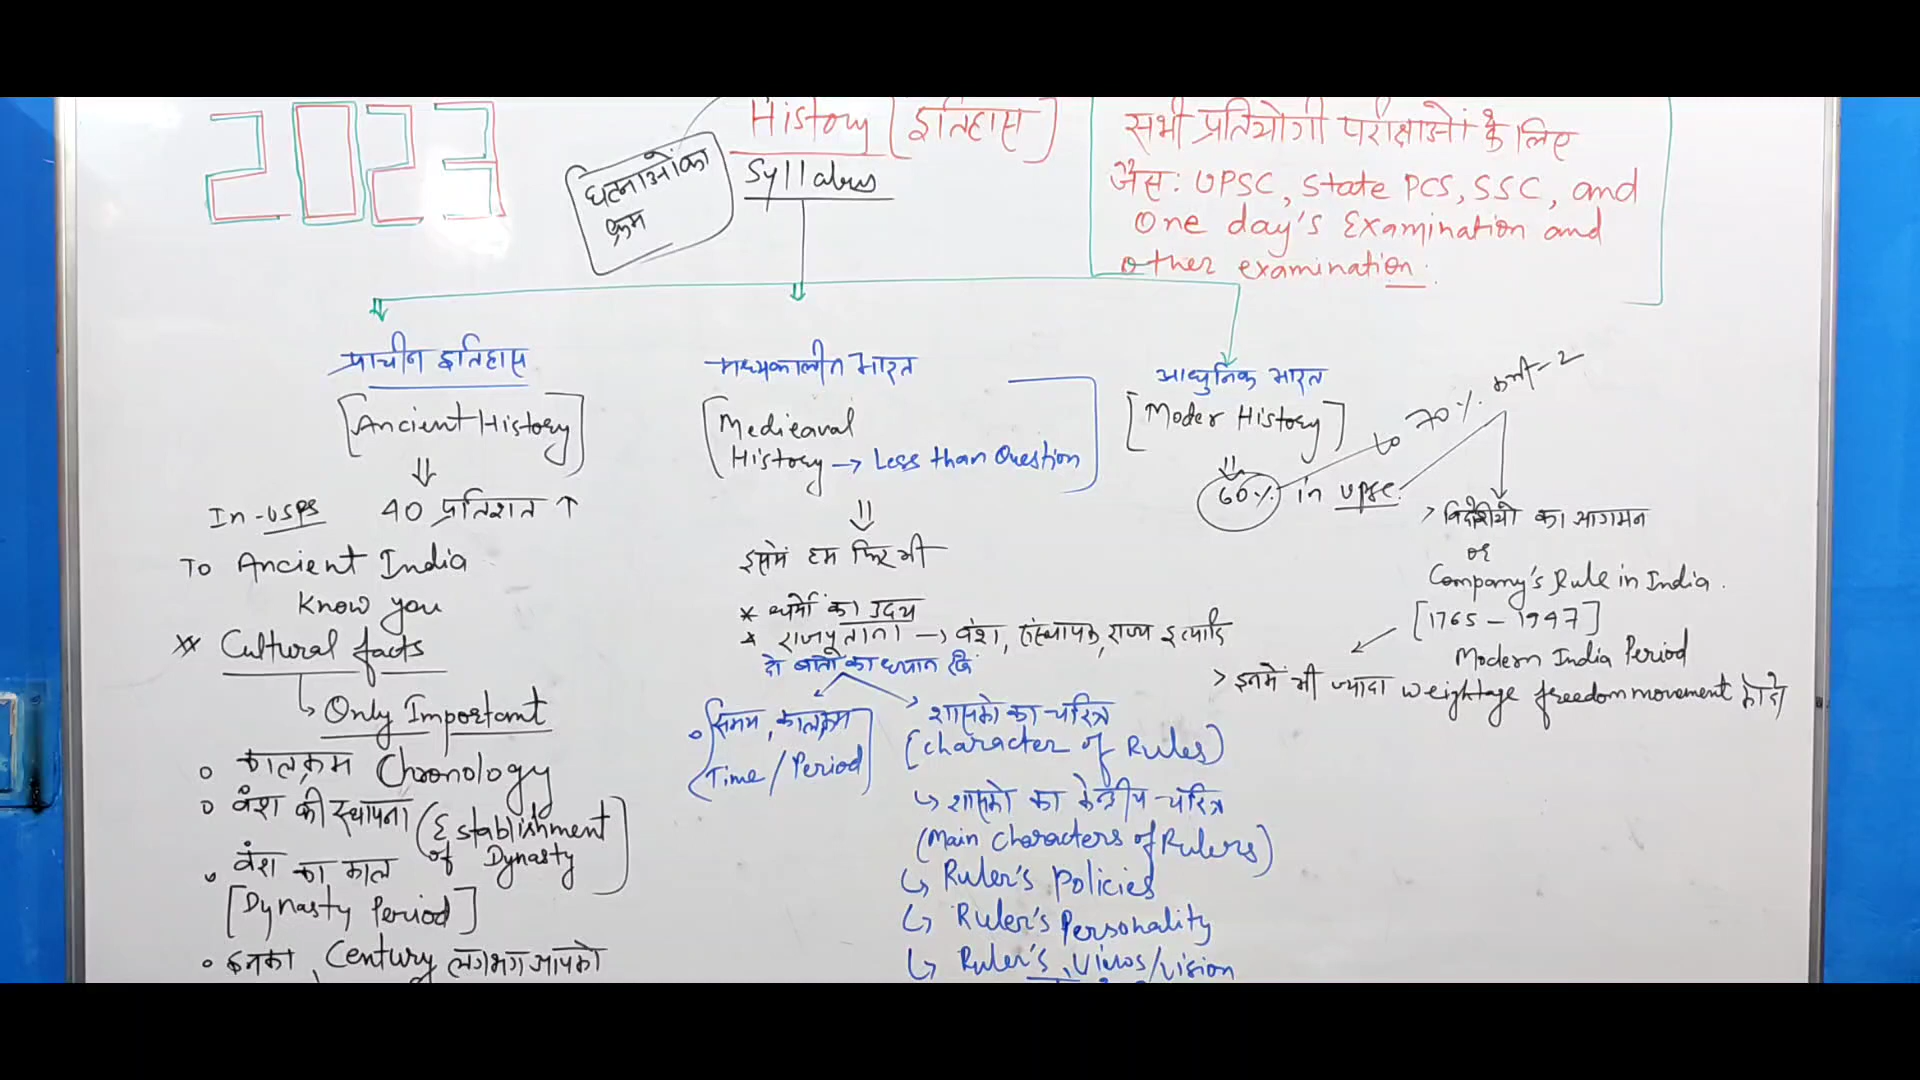 2023
History [इतिहास]
Syllabus
घटनाओं का
क्रम
सभी प्रतियोगी परीक्षाओं के लिए
जैसे: UPSC, State PCS, SSC, and
One day's Examination and
other examination.
प्राचीन इतिहास
[Ancient History]
In-USPS 40 प्रतिशत ↑
To Ancient India
Know you
Cultural facts
Only Important
कालक्रम Chronology
वंश की स्थापना (Establishment
of Dynasty
वंश का काल
[Dynasty Period]
इनका, Century लगभग आपको
मध्यकालीन भारत
[Medieaval
History → Less than Question]
इसमें हम फिर भी
* धर्मो का उदय
* राजपूताना → वंश, संस्थापक, राज्य इत्यादि
दो बातों का ध्यान रखें
समय, कालक्रम
Time/Period
शासको का चरित्र
[Character of Rules)
शासको का केन्द्रीय चरित्र
(Main Characters of Rulers)
Ruler's Policies
Ruler's Personality
Ruler's, Views/vision
आधुनिक भारत
[Moder History]
60% in upsc.
to 70%
> विदेशियो का आगमन
or
Company's Rule in India.
[1765 - 1947]
Modern India Period
> इनमें भी ज्यादा weightage freedom movement को दे